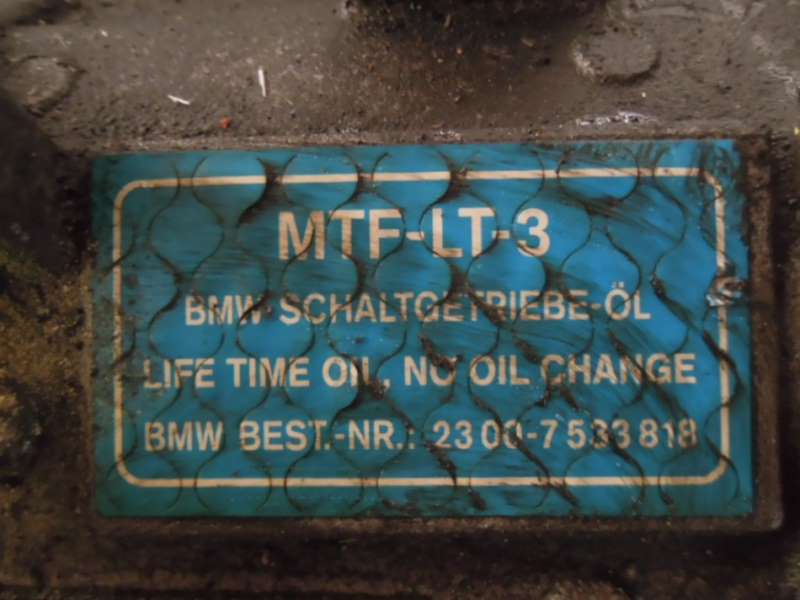 MTF-LT-3
BMW-SCHALTGETRIEBE-ÖL
LIFE TIME OIL, NO OIL CHANGE
BMW BEST.-NR.: 23 00-7 533 818